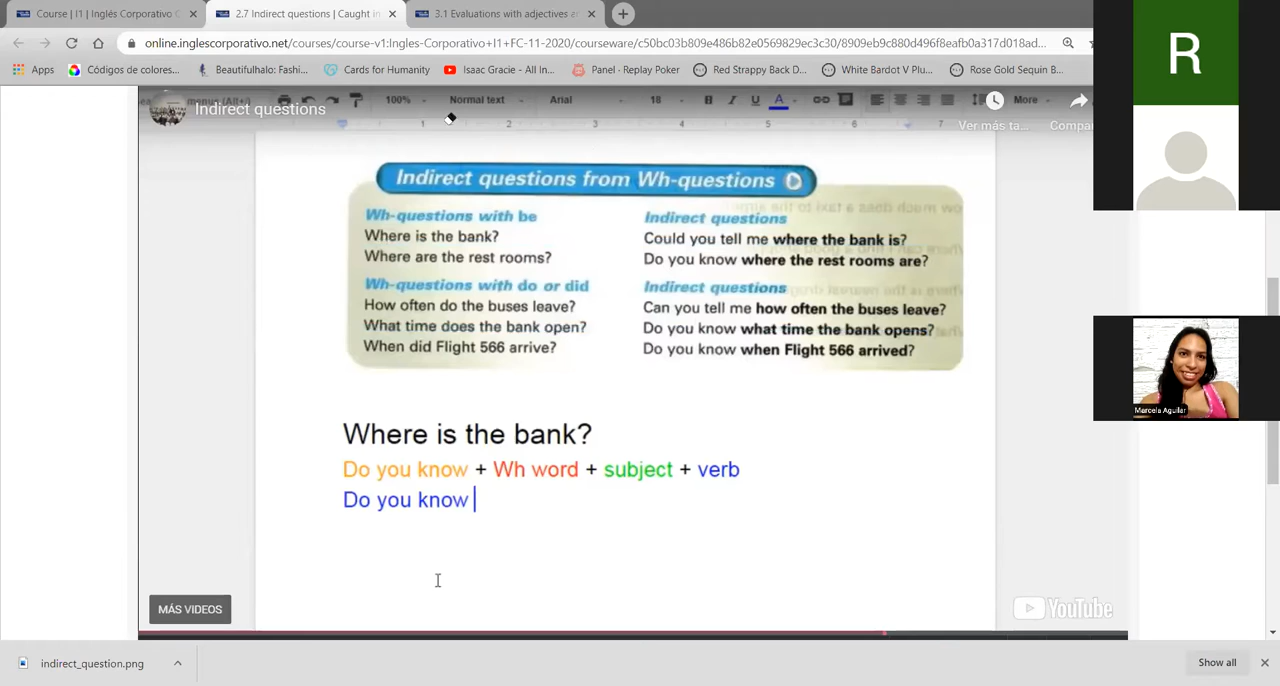 Course | I1 | Inglés Corporativo C
2.7 Indirect questions | Caught in
3.1 Evaluations with adjectives an
online.inglescorporativo.net/courses/course-v1:Ingles-Corporativo+I1+FC-11-2020/courseware/c50bc03b809e486b82e0569829ec3c30/8909eb9c880d496f8eafb0a317d018ad...
Apps
Códigos de colores...
Beautifulhalo: Fashi...
Cards for Humanity
Isaac Gracie - All In...
Panel · Replay Poker
Red Strappy Back D...
White Bardot V Plu...
Rose Gold Sequin B...
R
Indirect questions
100%
Normal text
Arial
18
B I U A
More
Ver más ta...
Compar
1 2 3 4 5 6 7
Indirect questions from Wh-questions
Wh-questions with be
Where is the bank?
Where are the rest rooms?
Wh-questions with do or did
How often do the buses leave?
What time does the bank open?
When did Flight 566 arrive?
Indirect questions
Could you tell me where the bank is?
Do you know where the rest rooms are?
Indirect questions
Can you tell me how often the buses leave?
Do you know what time the bank opens?
Do you know when Flight 566 arrived?
Where is the bank?
Do you know + Wh word + subject + verb
Do you know
Marcela Aguilar
MÁS VIDEOS
YouTube
indirect_question.png
Show all